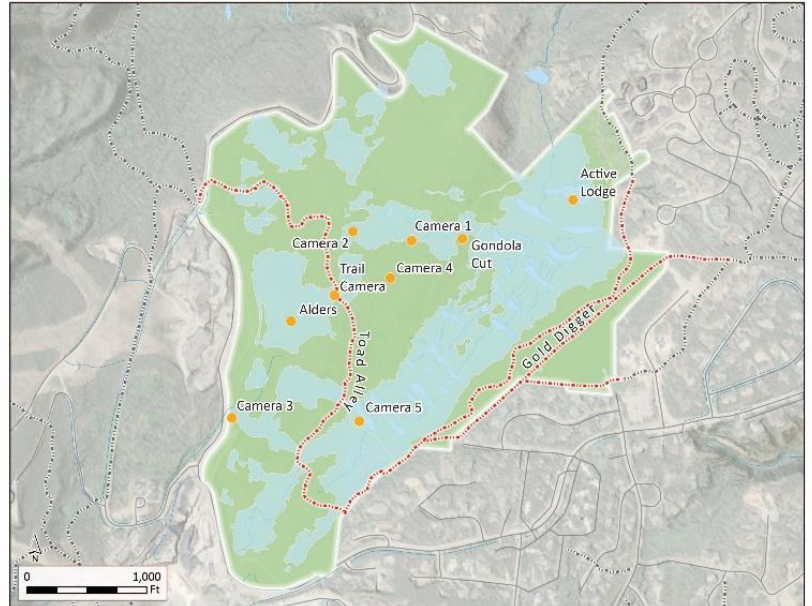 Active
Lodge
Camera 1
Camera 2
Gondola
Cut
Trail
Camera
Camera 4
Alders
Toad Alley
Gold Digger
Camera 3
Camera 5
N
0
1,000
Ft